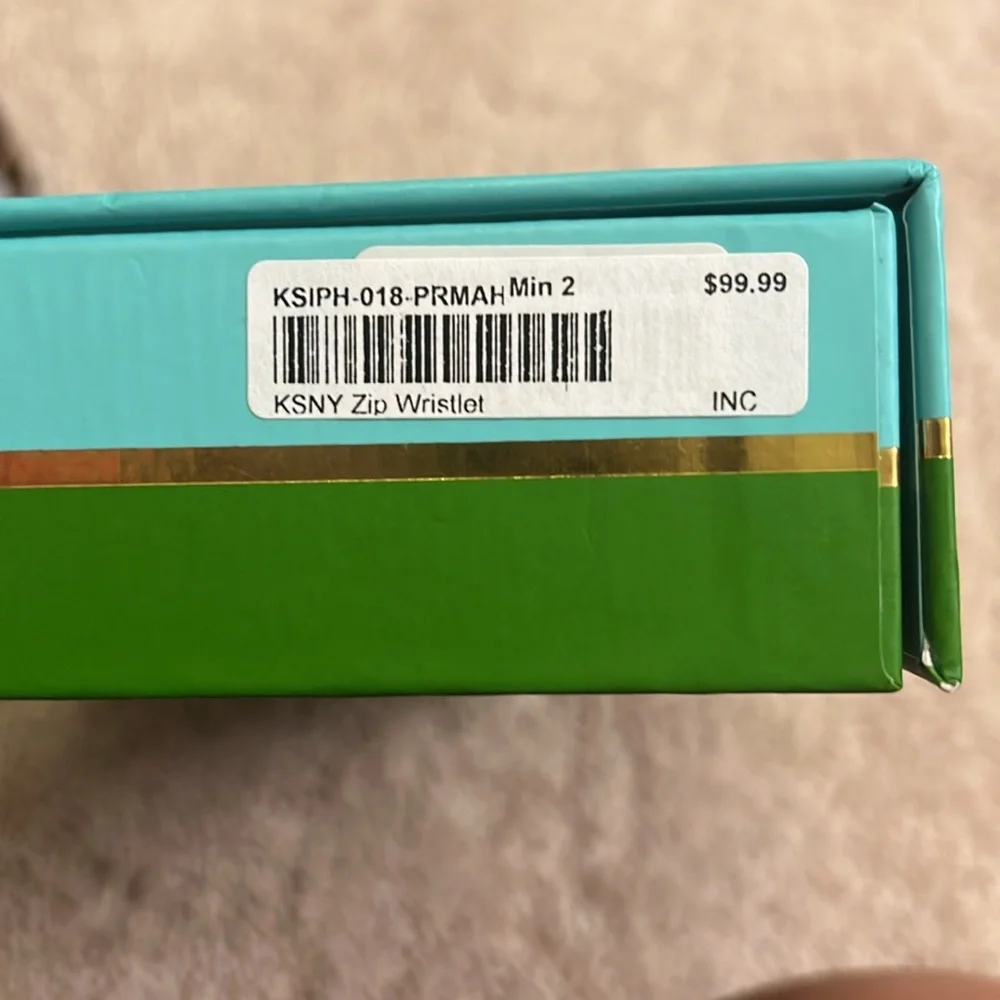 KSIPH-018-PRMAH Min 2 $99.99
KSNY Zip Wristlet INC